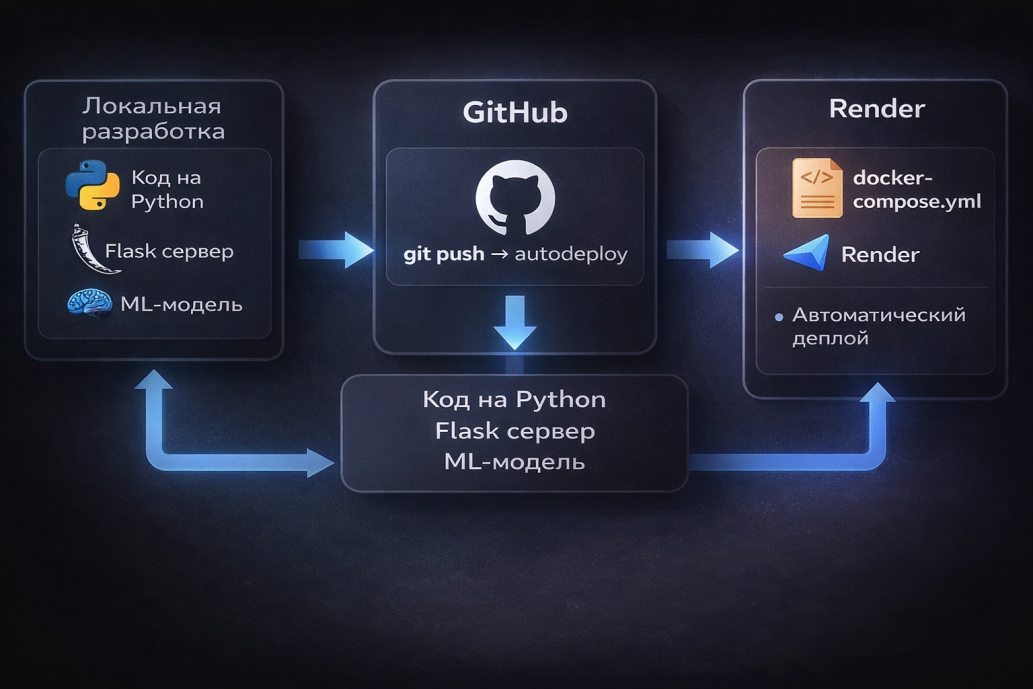 Локальная
разработка
Код на
Python
Flask сервер
ML-модель
GitHub
git push → autodeploy
Render
docker-
compose.yml
Render
• Автоматический
деплой
Код на Python
Flask сервер
ML-модель